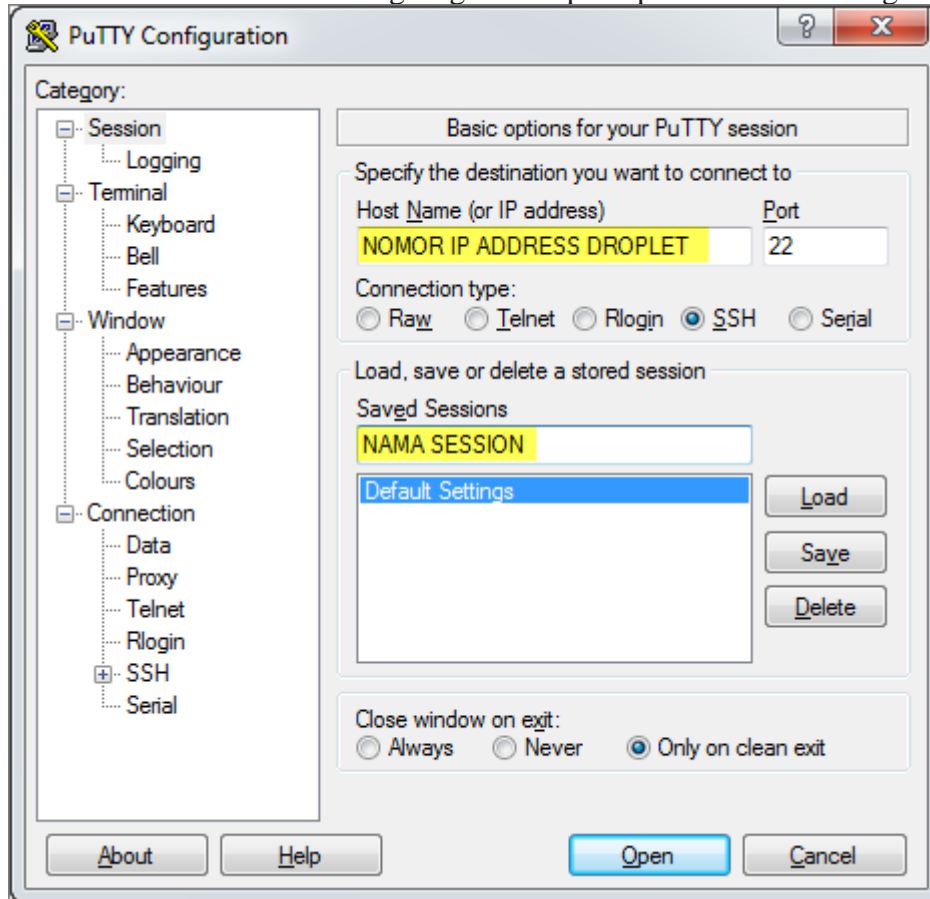 PuTTY Configuration
Category:
Session
Logging
Terminal
Keyboard
Bell
Features
Window
Appearance
Behaviour
Translation
Selection
Colours
Connection
Data
Proxy
Telnet
Rlogin
SSH
Serial
Basic options for your PuTTY session
Specify the destination you want to connect to
Host Name (or IP address) Port
NOMOR IP ADDRESS DROPLET 22
Connection type:
Raw Telnet Rlogin SSH Serial
Load, save or delete a stored session
Saved Sessions
NAMA SESSION
Default Settings
Load
Save
Delete
Close window on exit:
Always Never Only on clean exit
About Help Open Cancel